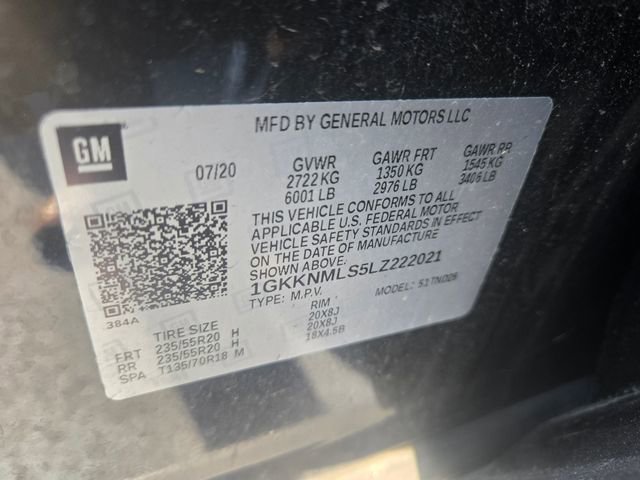 GM
MFD BY GENERAL MOTORS LLC
07/20 GVWR GAWR FRT GAWR RR
2722 KG 1350 KG 1545 KG
6001 LB 2976 LB 3406 LB
THIS VEHICLE CONFORMS TO ALL
APPLICABLE U.S. FEDERAL MOTOR
VEHICLE SAFETY STANDARDS IN EFFECT
ON THE DATE OF MANUFACTURE
SHOWN ABOVE.
1GKKNMLS5LZ222021
TYPE: M.P.V. MODEL: 51TND26
384A
TIRE SIZE RIM
FRT 235/55R20 H 20X8J
RR 235/55R20 H 20X8J
SPA T135/70R18 M 18X4.5B